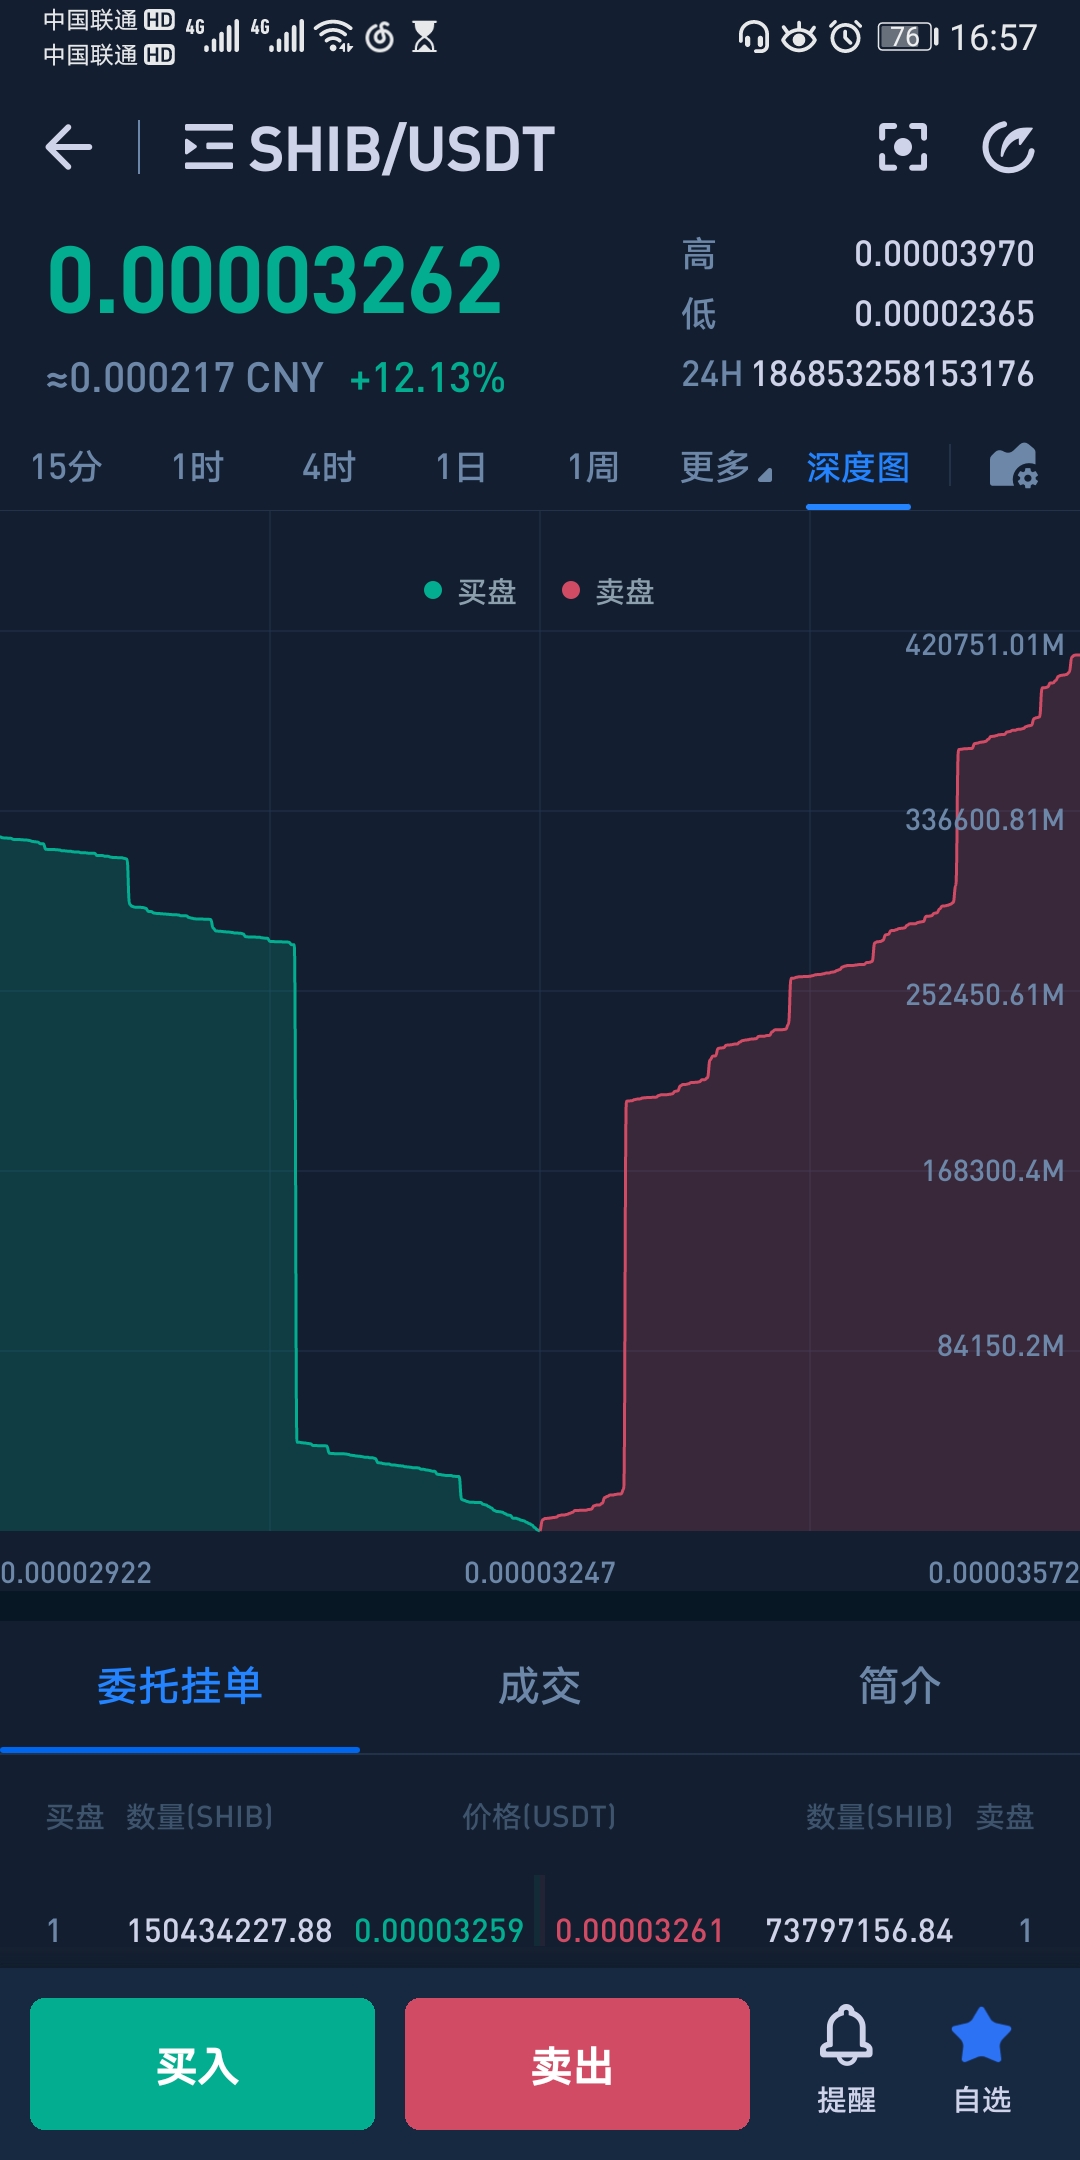 中国联通 HD 4G 4G 76 16:57
中国联通 HD
SHIB/USDT
0.00003262
高 0.00003970
低 0.00002365
≈0.000217 CNY +12.13%
24H 186853258153176
15分 1时 4时 1日 1周 更多 深度图
买盘 卖盘
420751.01M
336600.81M
252450.61M
168300.4M
84150.2M
0.00002922 0.00003247 0.00003572
委托挂单 成交 简介
买盘 数量(SHIB) 价格(USDT) 数量(SHIB) 卖盘
1 150434227.88 0.00003259 0.00003261 73797156.84 1
买入 卖出 提醒 自选